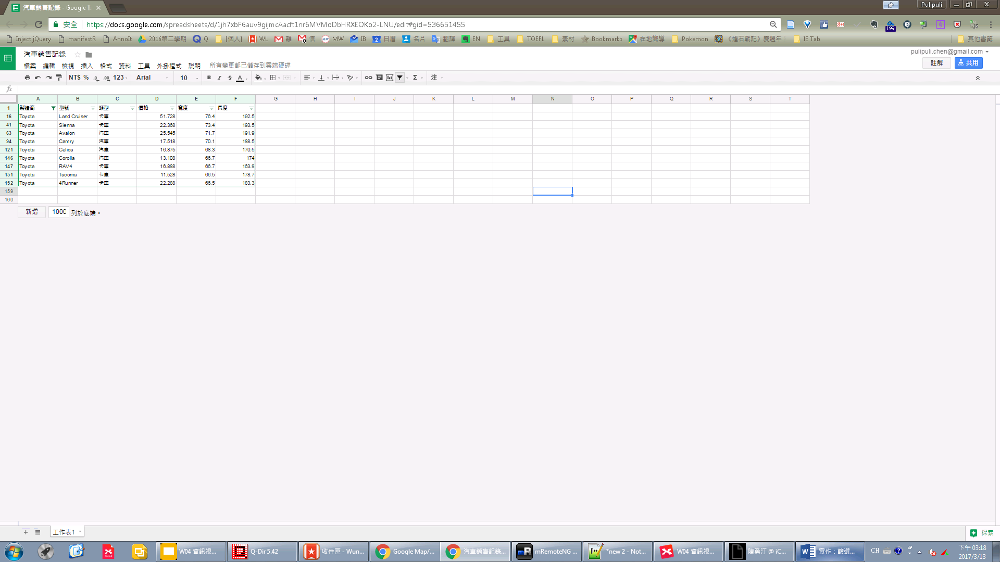 汽車銷售記錄 - Google 試
Pulipuli
安全 https://docs.google.com/spreadsheets/d/1jh7xbF6auv9gijmcAacft1nr6MVMoDbHRXEOKo2-LNU/edit#gid=536651455
Inject jQuery manifestR AnnoIt 2016第二學期 Q [個人] WL 離 信 MW IB 日曆 名片 翻譯 EN 工具 TOEFL 素材 Bookmarks 在地嚮導 Pokemon 《爐石戰記》慶週年 IE Tab 其他書籤
199
汽車銷售記錄
pulipuli.chen@gmail.com
檔案 編輯 檢視 插入 格式 資料 工具 外掛程式 說明 所有變更都已儲存到雲端硬碟
註解 共用
NT$ % .0 .00 123 Arial 10 B I S A Σ 注
fx
A B C D E F G H I J K L M N O P Q R S T
1 製造商 型號 類型 價格 寬度 長度
16 Toyota Land Cruiser 卡車 51.728 76.4 192.5
41 Toyota Sienna 卡車 22.368 73.4 193.5
63 Toyota Avalon 汽車 25.545 71.7 191.9
94 Toyota Camry 汽車 17.518 70.1 188.5
121 Toyota Celica 汽車 16.875 68.3 170.5
146 Toyota Corolla 汽車 13.108 66.7 174
147 Toyota RAV4 卡車 16.888 66.7 163.8
151 Toyota Tacoma 卡車 11.528 66.5 178.7
152 Toyota 4Runner 卡車 22.288 66.5 183.3
159
160
新增 1000 列於底端。
+ 工作表1
探索
W04 資訊視... Q-Dir 5.42 收件匣 - Wun... Google Map/... 汽車銷售記錄... mRemoteNG ... *new 2 - Not... W04 資訊視... 陳勇汀 @ iC... 實作：篩選... CH 下午 03:18
2017/3/13